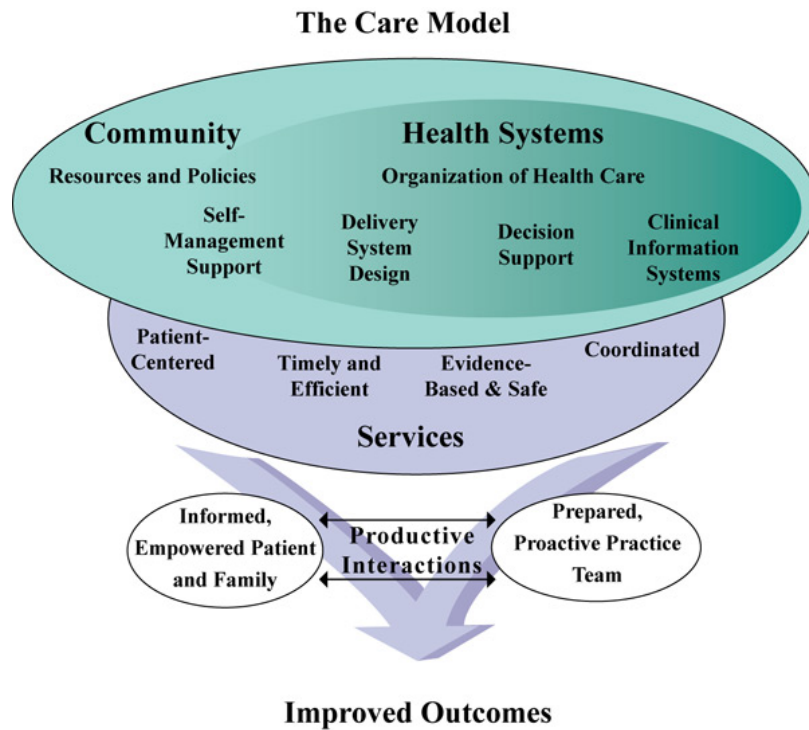 The Care Model
Community
Health Systems
Resources and Policies
Organization of Health Care
Self-
Management
Support
Delivery
System
Design
Decision
Support
Clinical
Information
Systems
Patient-
Centered
Timely and
Efficient
Evidence-
Based & Safe
Coordinated
Services
Informed,
Empowered Patient
and Family
Productive
Interactions
Prepared,
Proactive Practice
Team
Improved Outcomes